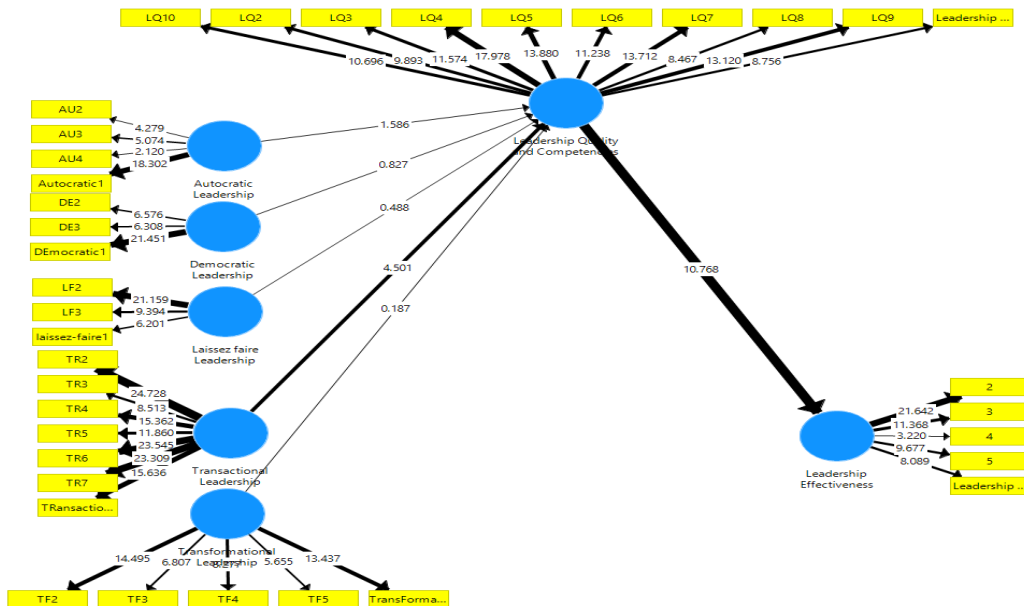 LQ10 LQ2 LQ3 LQ4 LQ5 LQ6 LQ7 LQ8 LQ9 Leadership ...
10.696 9.893 11.574 17.978 13.880 11.238 13.712 8.467 13.120 8.756
Leadership Quality
and Competencies
AU2
AU3
AU4
Autocratic1
4.279
5.074
2.120
18.302
Autocratic
Leadership
1.586
DE2
DE3
DEmocratic1
6.576
6.308
21.451
Democratic
Leadership
0.827
LF2
LF3
laissez-faire1
21.159
9.394
6.201
Laissez faire
Leadership
0.488
TR2
TR3
TR4
TR5
TR6
TR7
TRansactio...
24.728
8.513
15.362
11.860
23.545
23.309
15.636
Transactional
Leadership
4.501
0.187
10.768
Transformational
Leadership
14.495 6.807 5.655 13.437
TF2 TF3 TF4 TF5 TransForma...
Leadership
Effectiveness
21.642
11.368
3.220
9.677
8.089
2
3
4
5
Leadership ...